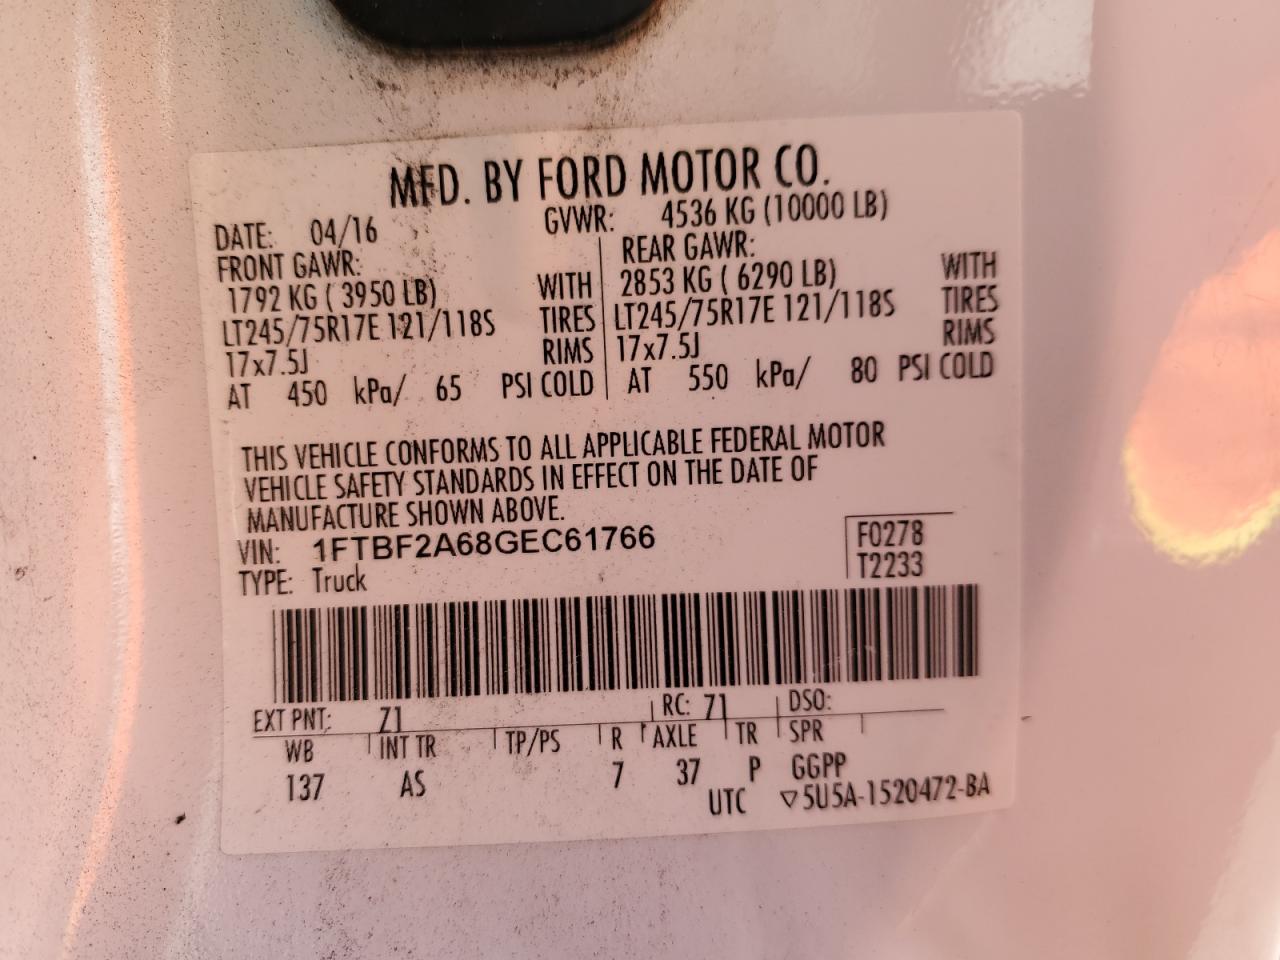 MFD. BY FORD MOTOR CO.
DATE: 04/16 GVWR: 4536 KG (10000 LB)
FRONT GAWR: REAR GAWR:
1792 KG ( 3950 LB) WITH 2853 KG ( 6290 LB) WITH
LT245/75R17E 121/118S TIRES LT245/75R17E 121/118S TIRES
17x7.5J RIMS 17x7.5J RIMS
AT 450 kPa/ 65 PSI COLD AT 550 kPa/ 80 PSI COLD
THIS VEHICLE CONFORMS TO ALL APPLICABLE FEDERAL MOTOR
VEHICLE SAFETY STANDARDS IN EFFECT ON THE DATE OF
MANUFACTURE SHOWN ABOVE.
VIN: 1FTBF2A68GEC61766 F0278
TYPE: Truck T2233
EXT PNT: Z1 RC: 71 DSO:
WB INT TR TP/PS R AXLE TR SPR
137 AS 7 37 P GGPP
UTC ▽5U5A-1520472-BA